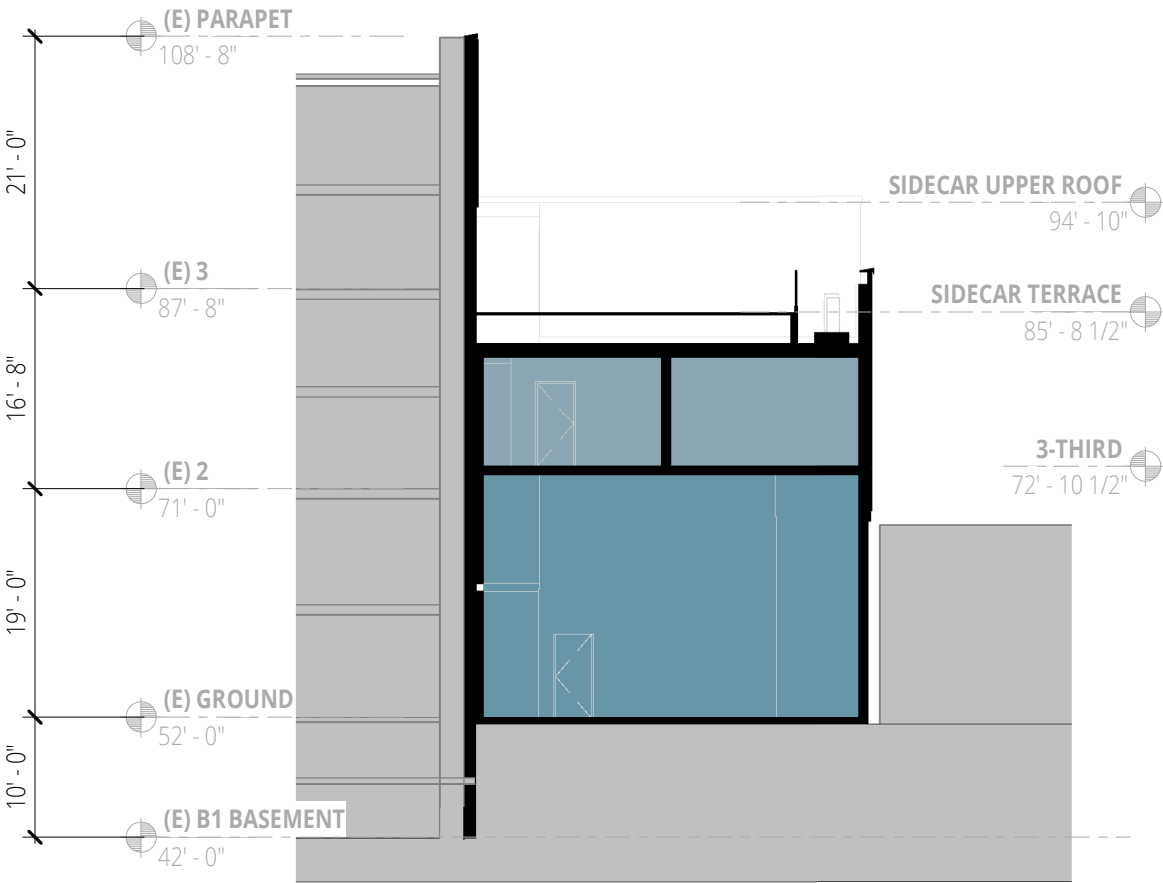 (E) PARAPET
108' - 8"
21' - 0"
SIDECAR UPPER ROOF
94' - 10"
(E) 3
87' - 8"
SIDECAR TERRACE
85' - 8 1/2"
16' - 8"
3-THIRD
72' - 10 1/2"
(E) 2
71' - 0"
19' - 0"
(E) GROUND
52' - 0"
10' - 0"
(E) B1 BASEMENT
42' - 0"